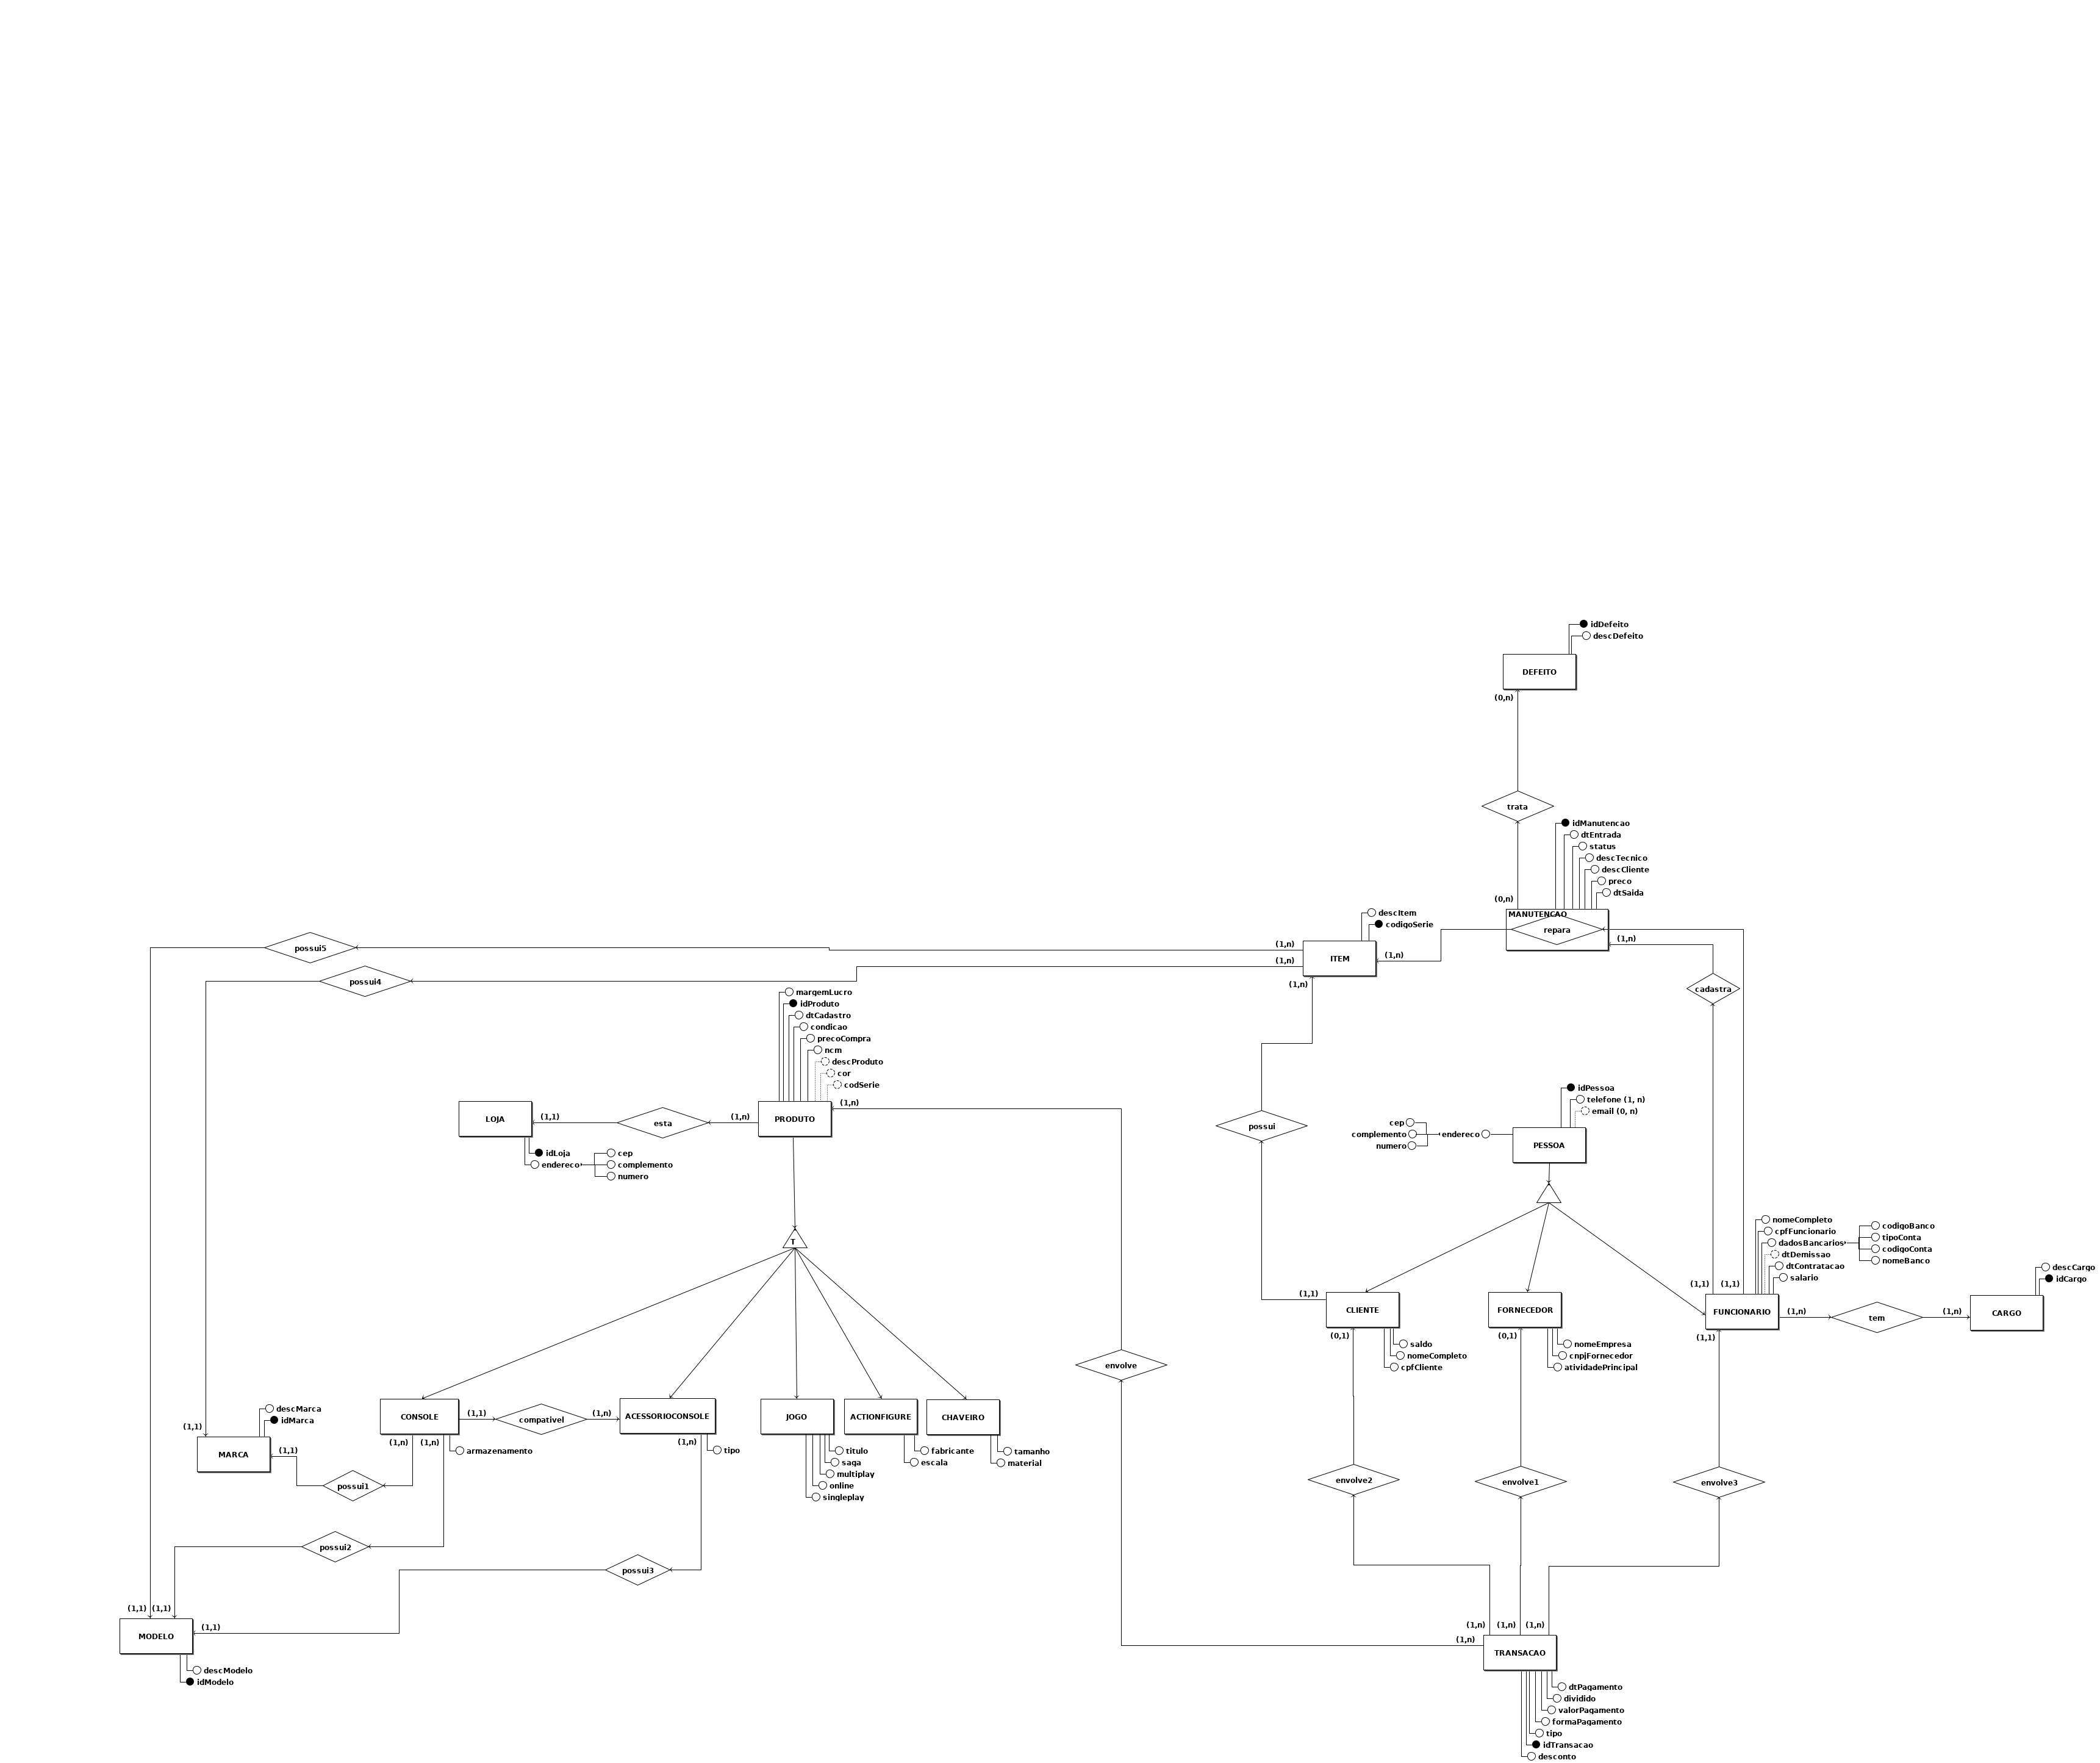 idDefeito
descDefeito
DEFEITO
(0,n)
trata
idManutencao
dtEntrada
status
descTecnico
descCliente
preco
dtSaida
(0,n)
MANUTENCAO
repara
(1,n)
descItem
codigoSerie
ITEM
(1,n)
(1,n)
(1,n)
(1,n)
possui5
possui4
cadastra
margemLucro
idProduto
dtCadastro
condicao
precoCompra
ncm
descProduto
cor
codSerie
PRODUTO
(1,n)
(1,n)
esta
(1,1)
LOJA
idLoja
endereco
cep
complemento
numero
possui
idPessoa
telefone (1, n)
email (0, n)
PESSOA
endereco
cep
complemento
numero
T
nomeCompleto
cpfFuncionario
dadosBancarios
dtDemissao
dtContratacao
salario
codigoBanco
tipoConta
codigoConta
nomeBanco
(1,1)
(1,1)
FUNCIONARIO
(1,1)
(1,n)
tem
(1,n)
descCargo
idCargo
CARGO
(1,1)
CLIENTE
(0,1)
saldo
nomeCompleto
cpfCliente
FORNECEDOR
(0,1)
nomeEmpresa
cnpjFornecedor
atividadePrincipal
envolve
descMarca
idMarca
(1,1)
MARCA
(1,1)
CONSOLE
(1,n)
(1,n)
armazenamento
(1,1)
compativel
(1,n)
ACESSORIOCONSOLE
(1,n)
tipo
JOGO
titulo
saga
multiplay
online
singleplay
ACTIONFIGURE
fabricante
escala
CHAVEIRO
tamanho
material
possui1
possui2
possui3
envolve2
envolve1
envolve3
(1,1)
(1,1)
(1,1)
MODELO
descModelo
idModelo
(1,n)
(1,n)
(1,n)
(1,n)
TRANSACAO
dtPagamento
dividido
valorPagamento
formaPagamento
tipo
idTransacao
desconto